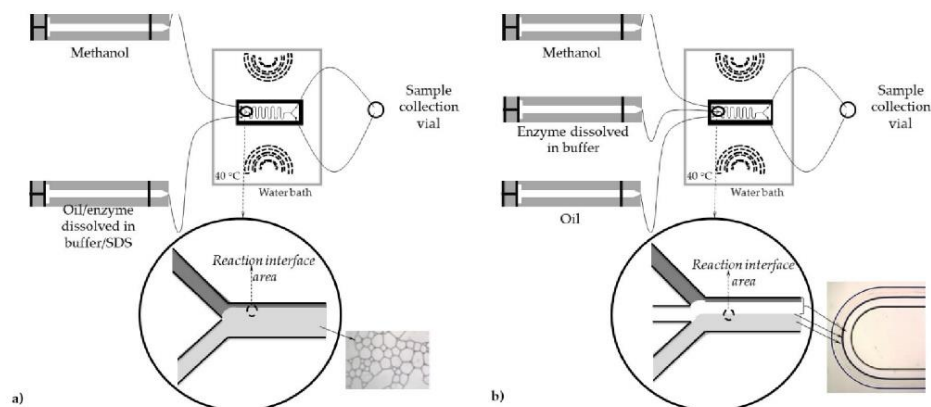 Methanol
Sample
collection
vial
40 °C
Water bath
Oil/enzyme
dissolved in
buffer/SDS
Reaction interface
area
a)
Methanol
Enzyme dissolved
in buffer
Sample
collection
vial
40 °C
Water bath
Oil
Reaction interface
area
b)